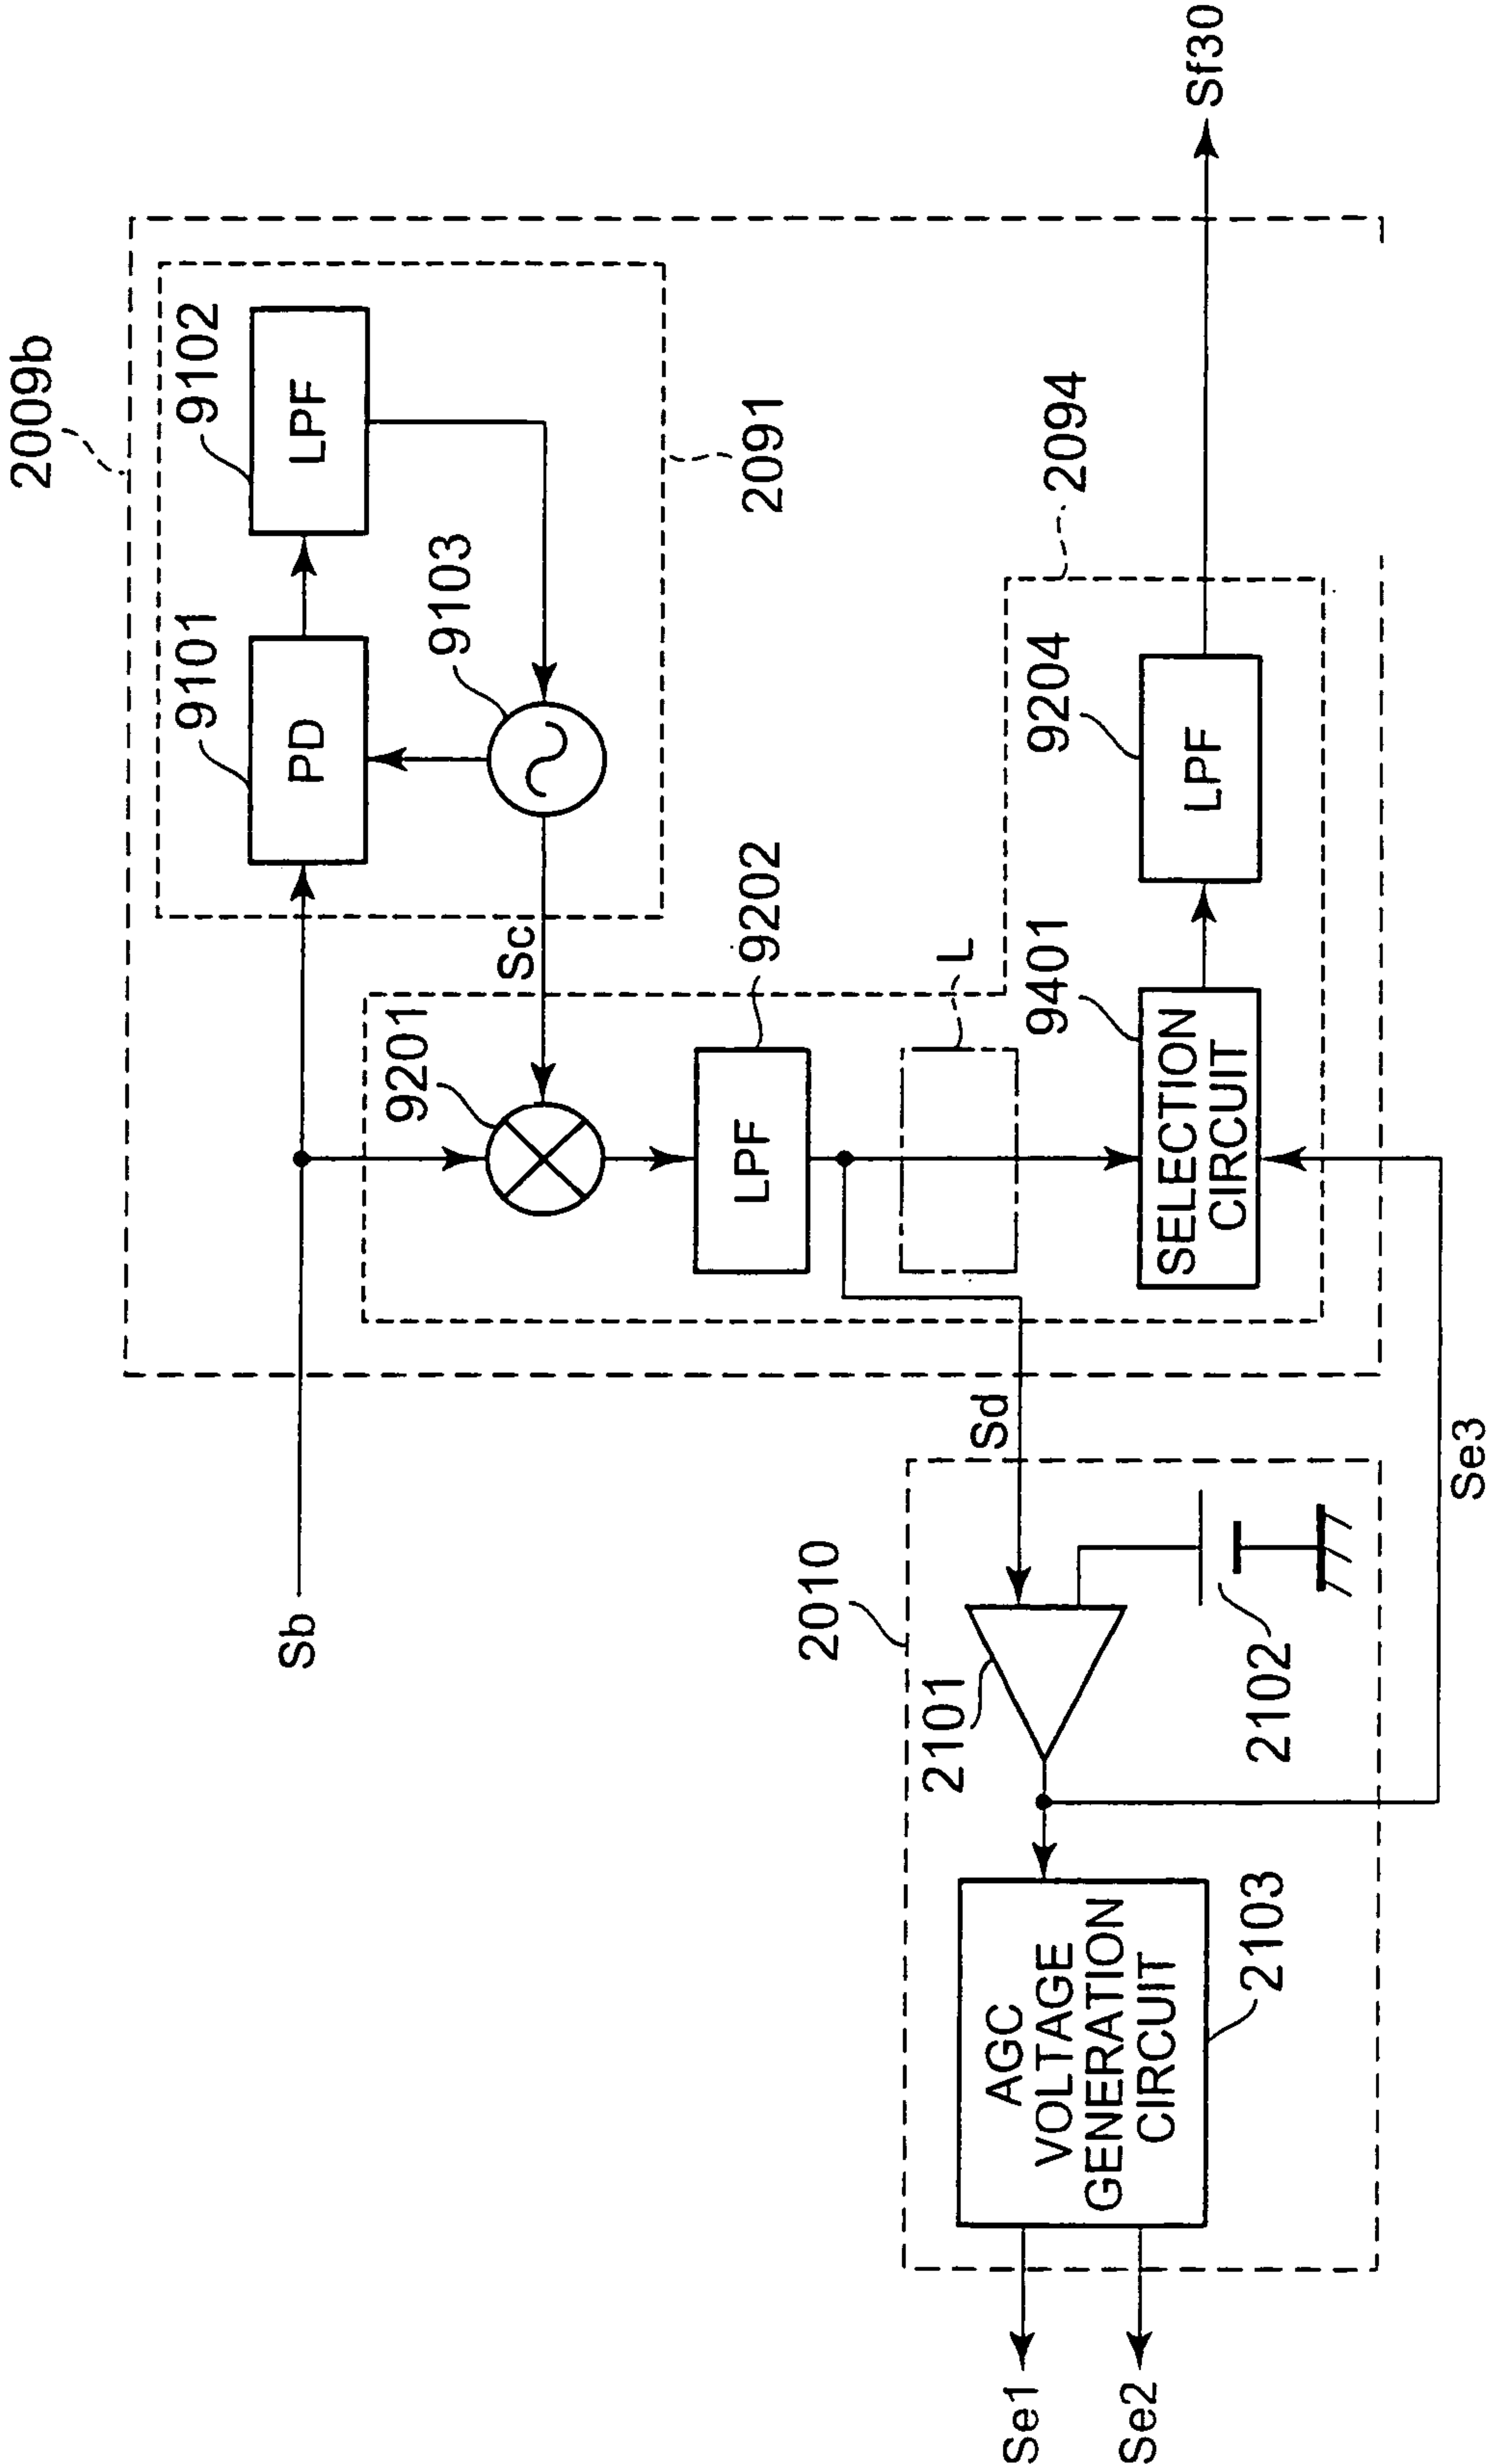 2009b
9101
PD
9102
LPF
9103
2091
Sb
Sc
9201
9202
LPF
L
2094
9401
SELECTION
CIRCUIT
9204
LPF
Sf30
Sd
2010
2101
2102
AGC
VOLTAGE
GENERATION
CIRCUIT
2103
Se1
Se2
Se3